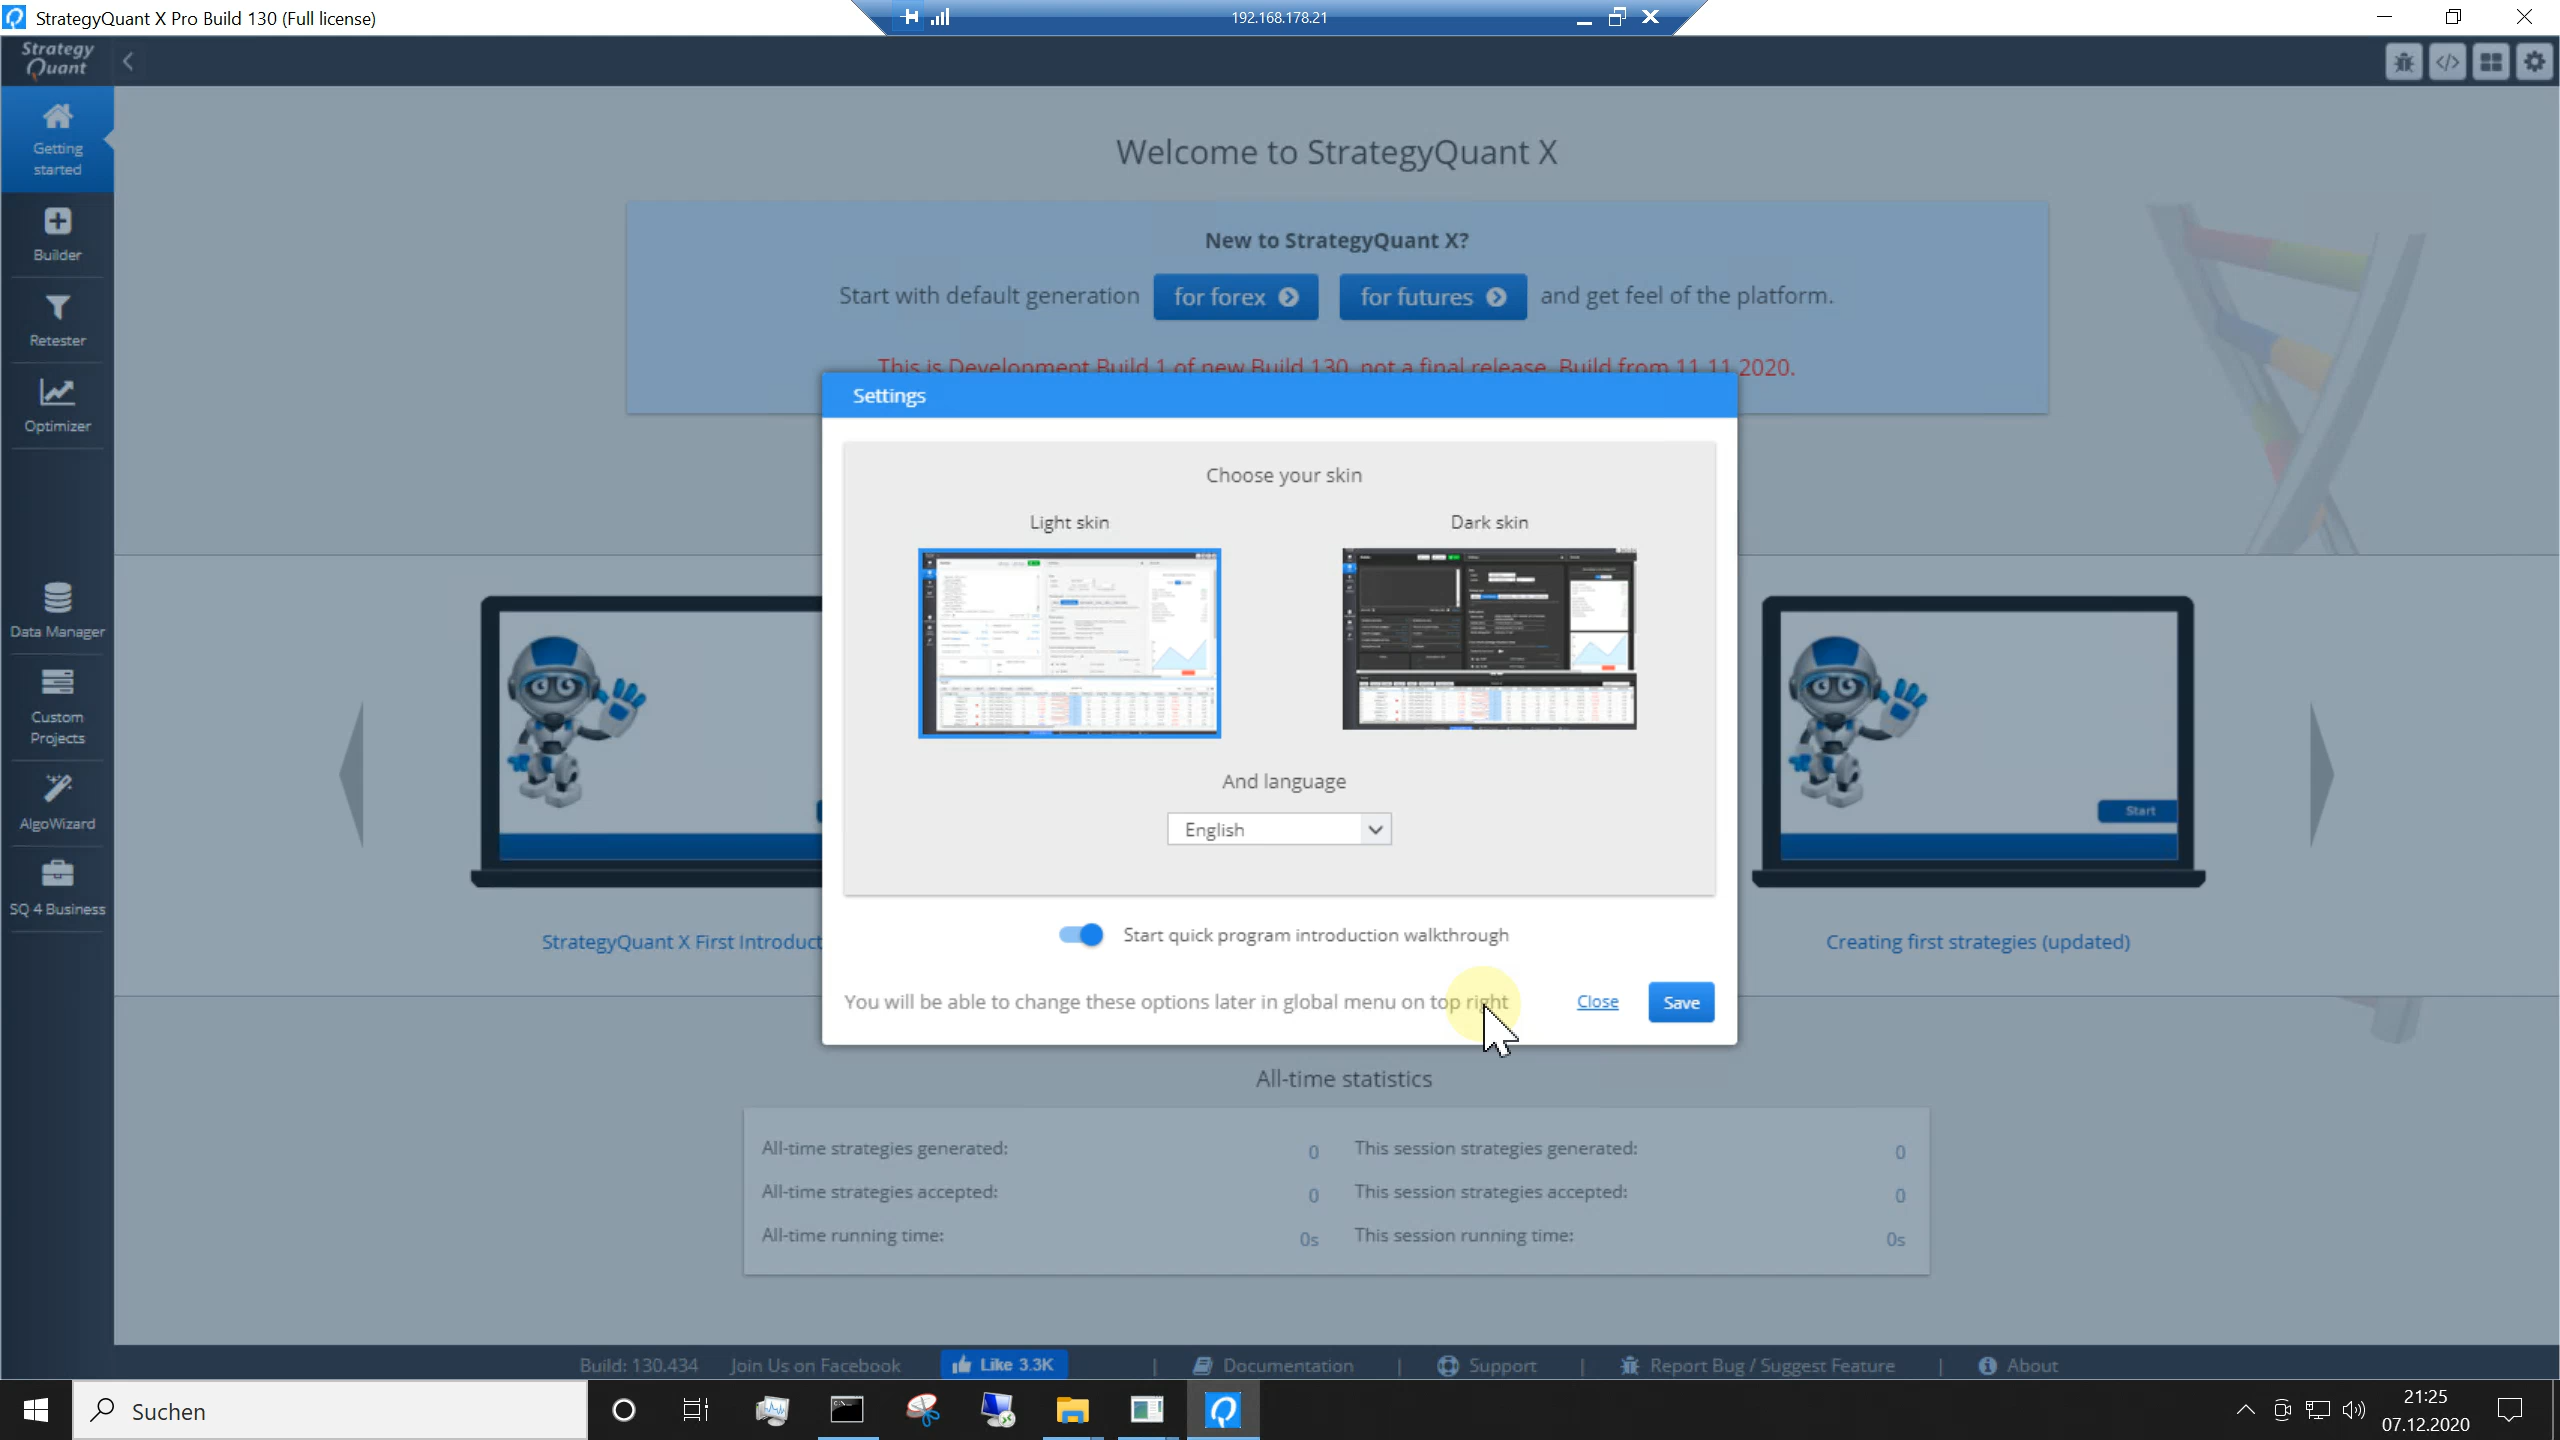 StrategyQuant X Pro Build 130 (Full license)
192.168.178.21
Strategy
Quant
Getting
started
Builder
Retester
Optimizer
Data Manager
Custom
Projects
AlgoWizard
SQ 4 Business
Welcome to StrategyQuant X
New to StrategyQuant X?
Start with default generation for forex for futures and get feel of the platform.
This is Development Build 1 of new Build 130, not a final release. Build from 11.11.2020.
Settings
Choose your skin
Light skin
Dark skin
And language
English
Start quick program introduction walkthrough
You will be able to change these options later in global menu on top right
Close
Save
Start
StrategyQuant X First Introduct
Creating first strategies (updated)
All-time statistics
All-time strategies generated: 0
This session strategies generated: 0
All-time strategies accepted: 0
This session strategies accepted: 0
All-time running time: 0s
This session running time: 0s
Build: 130.434 Join Us on Facebook Like 3.3K | Documentation | Support | Report Bug / Suggest Feature | About
Suchen
21:25
07.12.2020